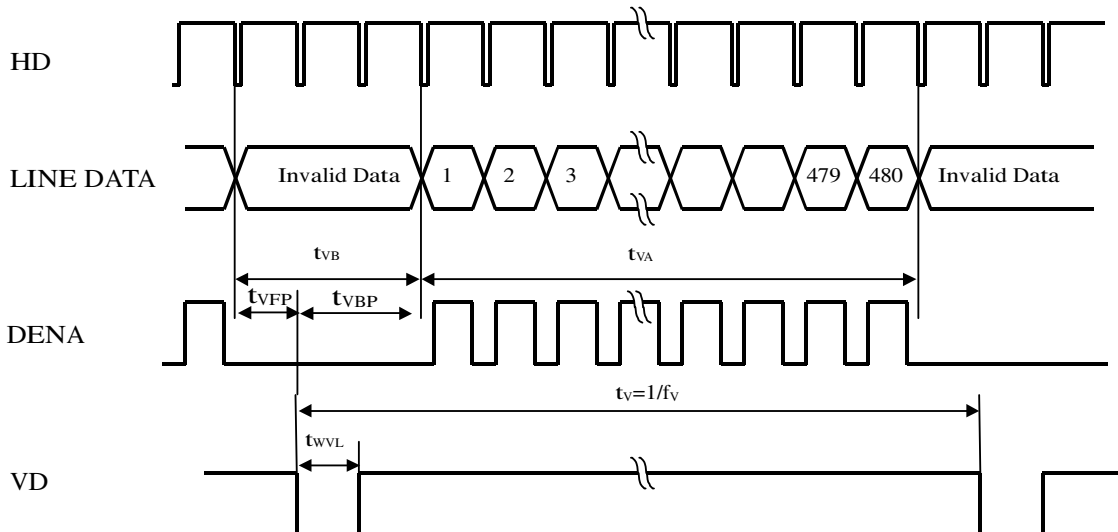 HD
LINE DATA
Invalid Data 1 2 3 479 480 Invalid Data
tVB tVA
tVFP tVBP
DENA
tV=1/fV
tWVL
VD